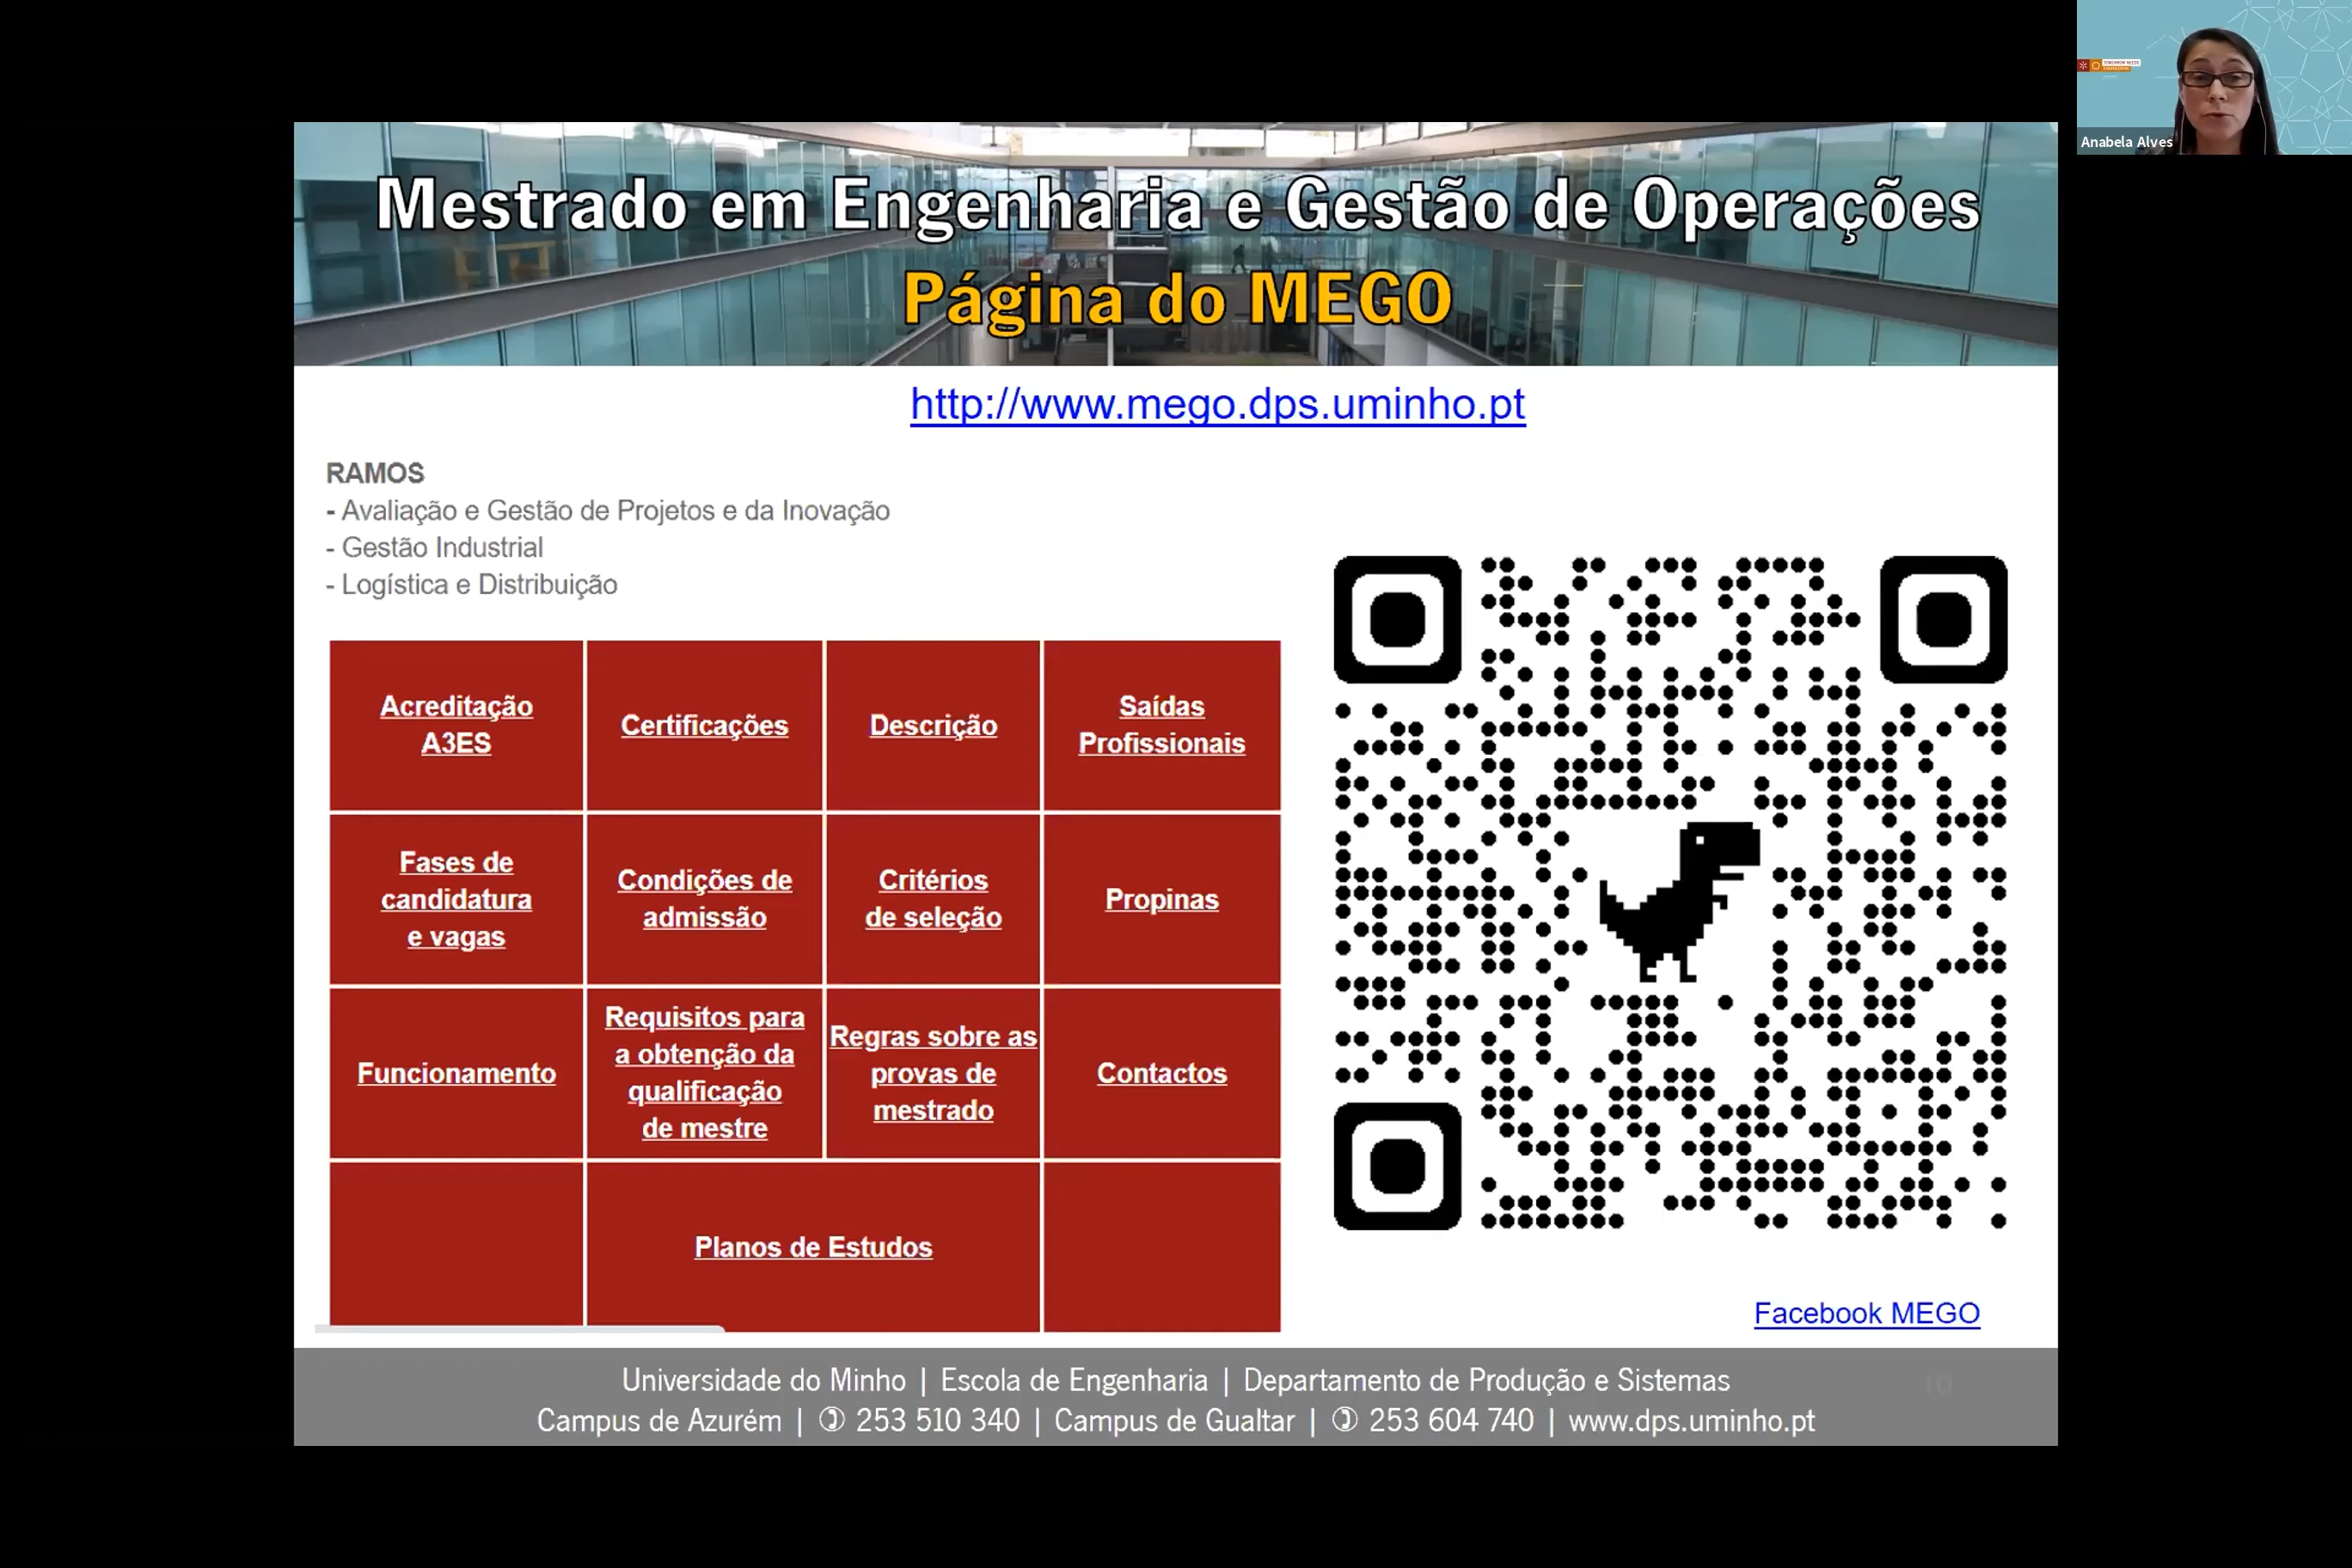 Anabela Alves
Mestrado em Engenharia e Gestão de Operações
Página do MEGO
http://www.mego.dps.uminho.pt
RAMOS
- Avaliação e Gestão de Projetos e da Inovação
- Gestão Industrial
- Logística e Distribuição
Acreditação
A3ES
Certificações
Descrição
Saídas
Profissionais
Fases de
candidatura
e vagas
Condições de
admissão
Critérios
de seleção
Propinas
Funcionamento
Requisitos para
a obtenção da
qualificação
de mestre
Regras sobre as
provas de
mestrado
Contactos
Planos de Estudos
Facebook MEGO
Universidade do Minho | Escola de Engenharia | Departamento de Produção e Sistemas
10
Campus de Azurém | ✆ 253 510 340 | Campus de Gualtar | ✆ 253 604 740 | www.dps.uminho.pt